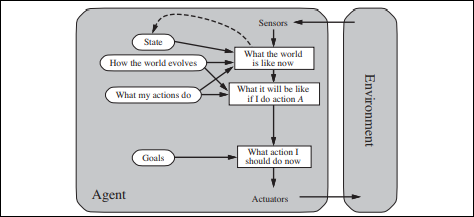 Sensors
State
What the world
is like now
How the world evolves
What it will be like
if I do action A
What my actions do
Environment
What action I
should do now
Goals
Agent
Actuators